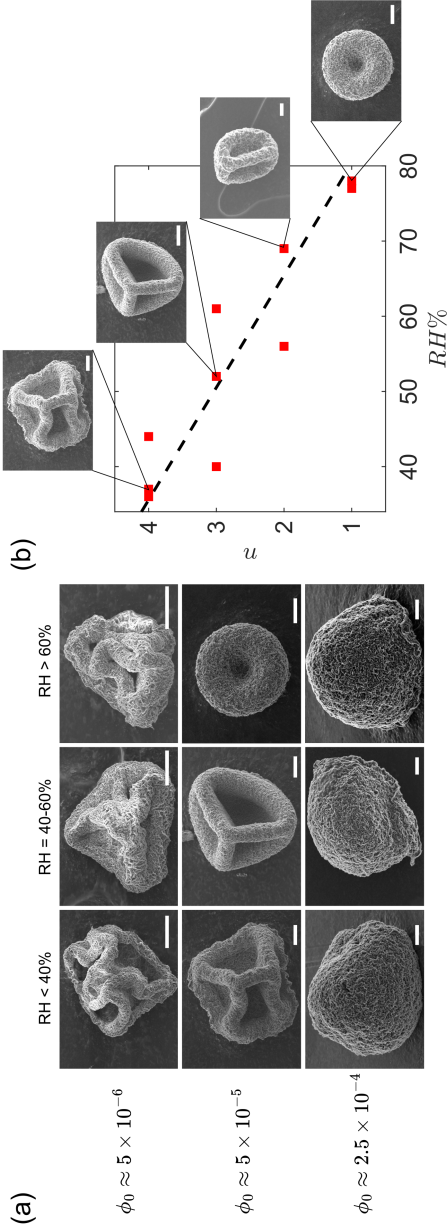 (a)
RH < 40%
RH = 40-60%
RH > 60%
ϕ₀ ≈ 5 × 10⁻⁶
ϕ₀ ≈ 5 × 10⁻⁵
ϕ₀ ≈ 2.5 × 10⁻⁴
(b)
n
4
3
2
1
40
50
60
70
80
RH%